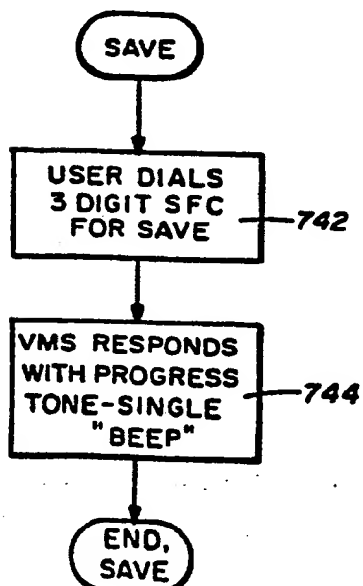 SAVE
USER DIALS
3 DIGIT SFC
FOR SAVE
742
VMS RESPONDS
WITH PROGRESS
TONE-SINGLE
"BEEP"
744
END,
SAVE